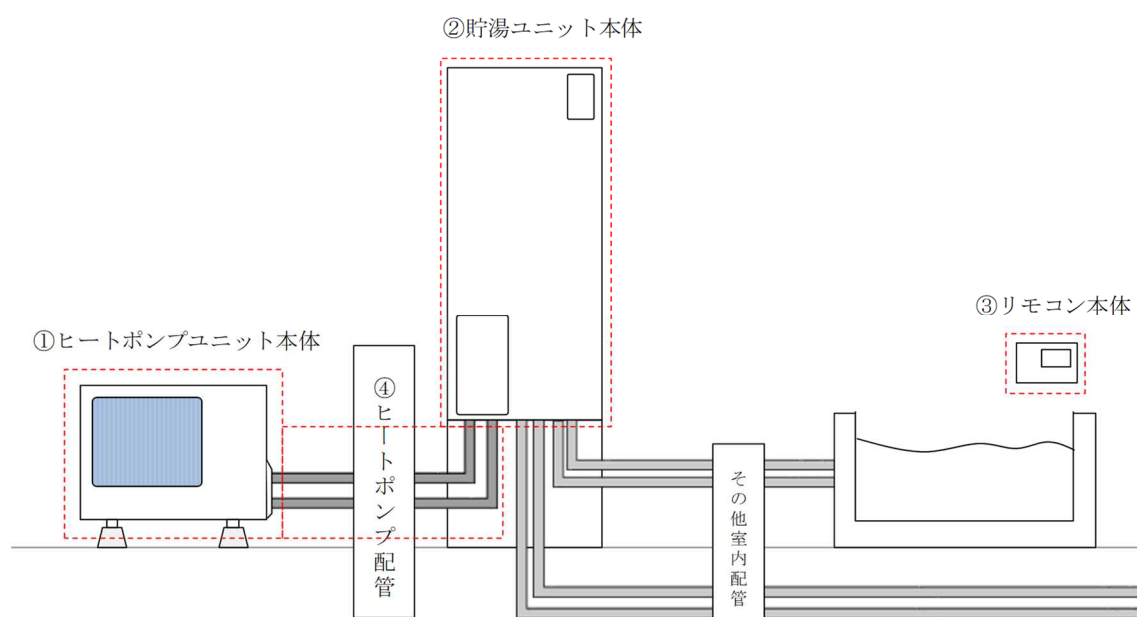 ②貯湯ユニット本体
③リモコン本体
①ヒートポンプユニット本体
④ヒートポンプ配管
その他室内配管